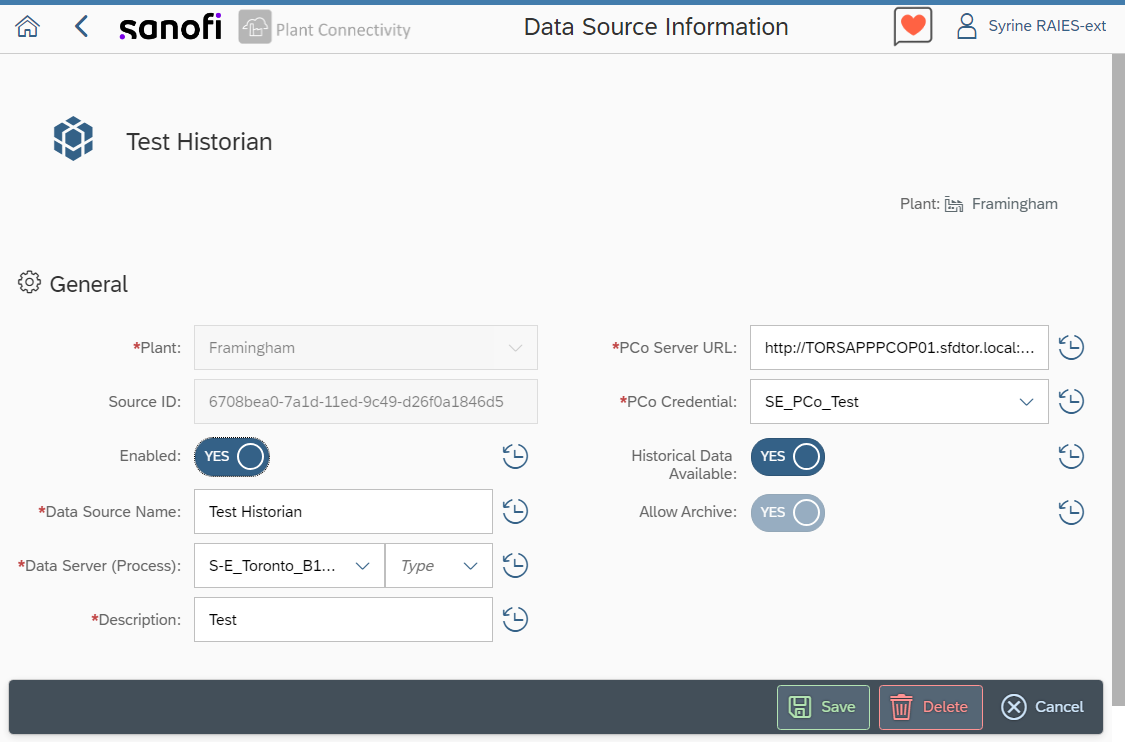 sanofi Plant Connectivity Data Source Information Syrine RAIES-ext
Test Historian
Plant: Framingham
General
*Plant: Framingham
*PCo Server URL: http://TORSAPPPCOP01.sfdtor.local:...
Source ID: 6708bea0-7a1d-11ed-9c49-d26f0a1846d5
*PCo Credential: SE_PCo_Test
Enabled: YES
Historical Data
Available: YES
*Data Source Name: Test Historian
Allow Archive: YES
*Data Server (Process): S-E_Toronto_B1... Type
*Description: Test
Save Delete Cancel